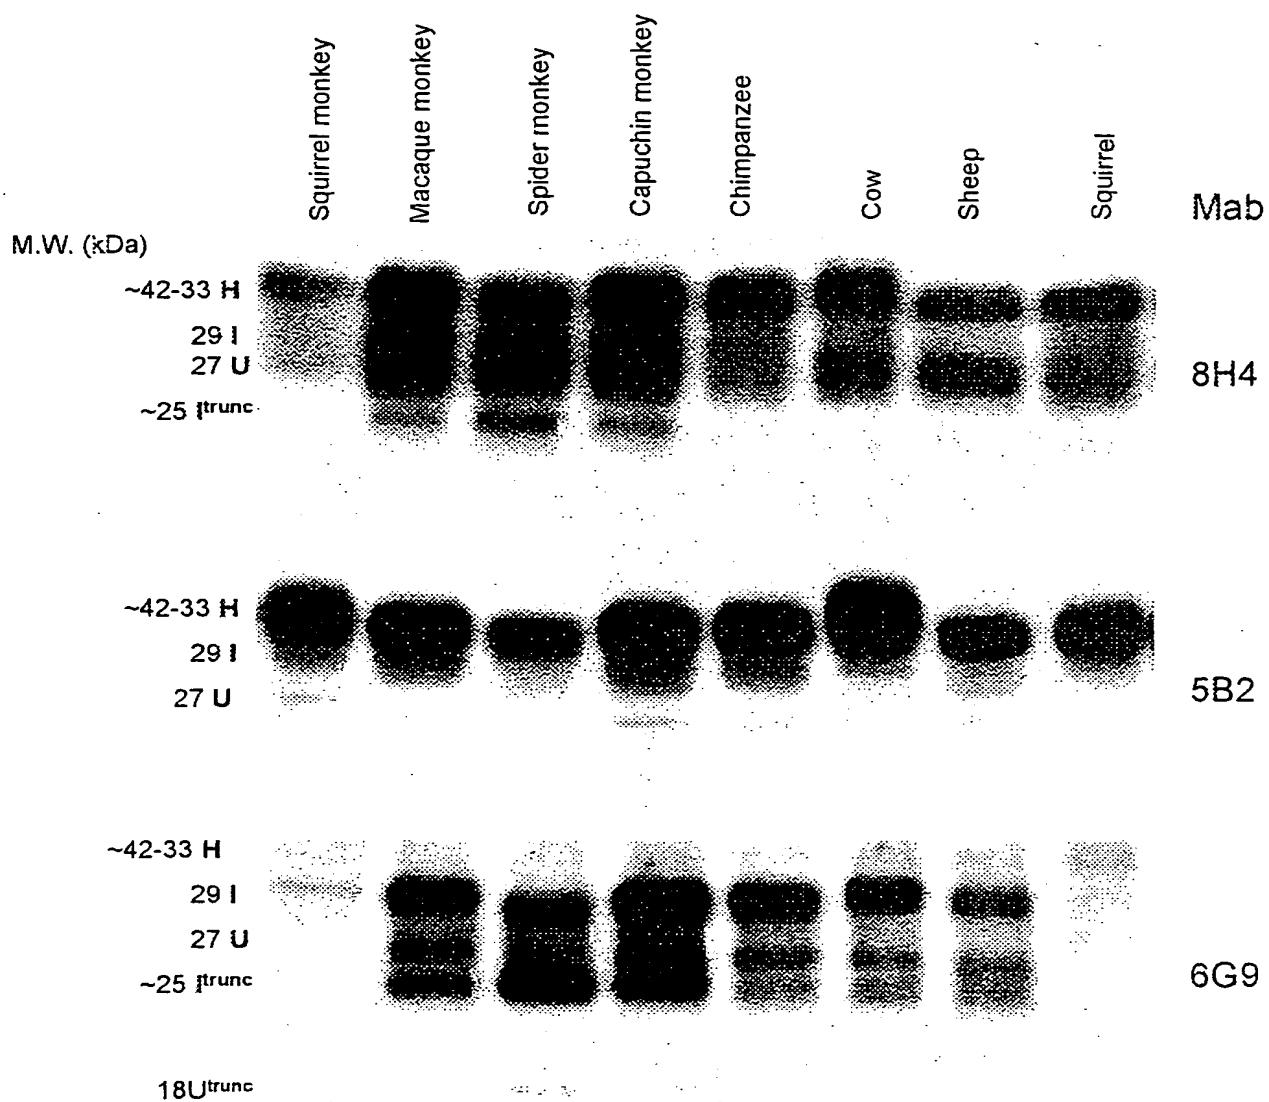 Squirrel monkey
Macaque monkey
Spider monkey
Capuchin monkey
Chimpanzee
Cow
Sheep
Squirrel
Mab
M.W. (kDa)
~42-33 H
29 I
27 U
~25 Itrunc
8H4
~42-33 H
29 I
27 U
5B2
~42-33 H
29 I
27 U
~25 Itrunc
6G9
18Utrunc